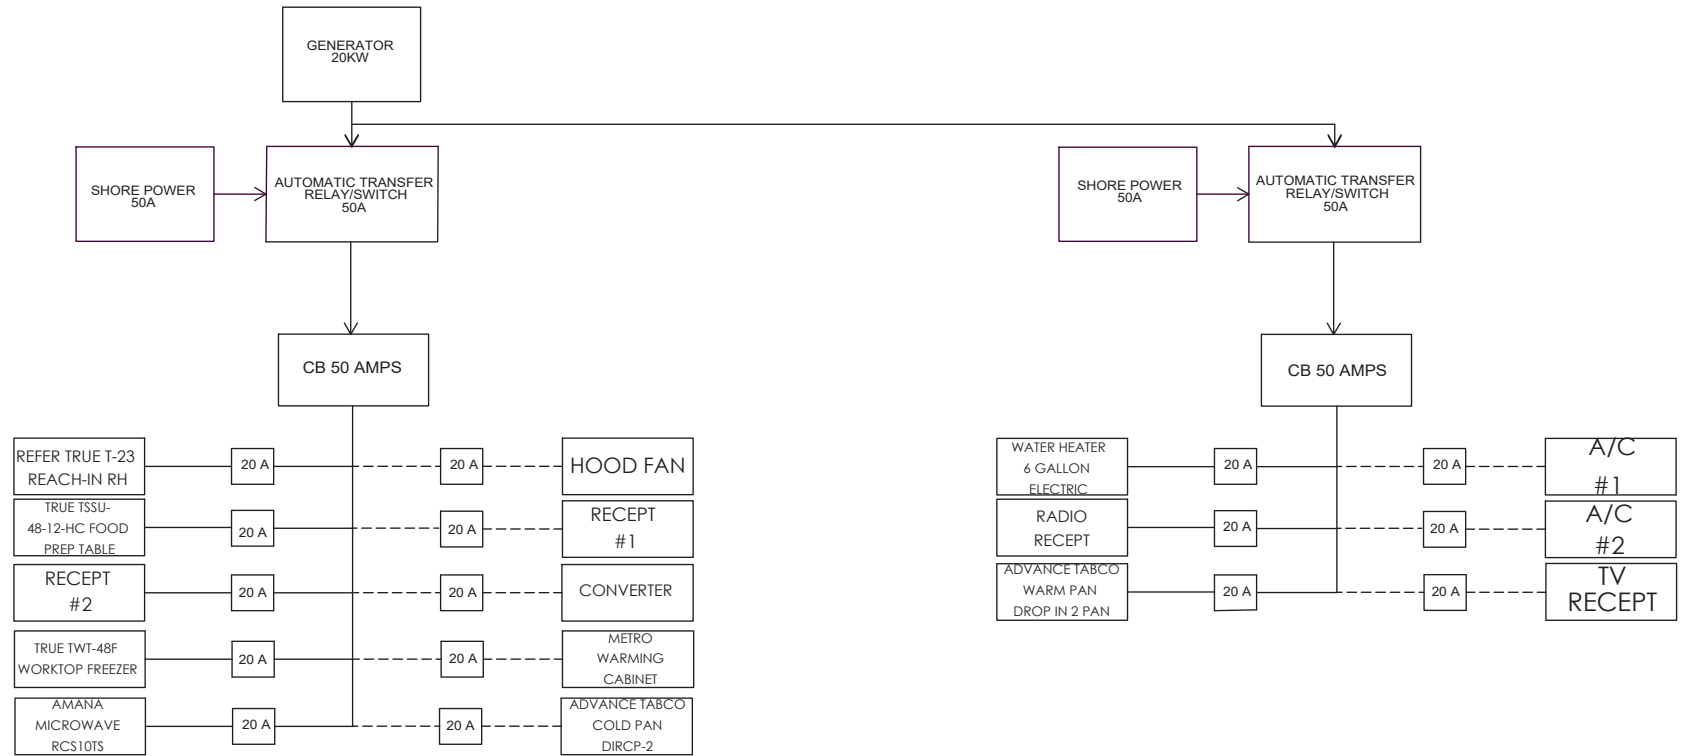 GENERATOR
20KW
SHORE POWER
50A
AUTOMATIC TRANSFER
RELAY/SWITCH
50A
SHORE POWER
50A
AUTOMATIC TRANSFER
RELAY/SWITCH
50A
CB 50 AMPS
CB 50 AMPS
REFER TRUE T-23
REACH-IN RH
20 A
20 A
HOOD FAN
TRUE TSSU-
48-12-HC FOOD
PREP TABLE
20 A
20 A
RECEPT
#1
RECEPT
#2
20 A
20 A
CONVERTER
TRUE TWT-48F
WORKTOP FREEZER
20 A
20 A
METRO
WARMING
CABINET
AMANA
MICROWAVE
RCS10TS
20 A
20 A
ADVANCE TABCO
COLD PAN
DIRCP-2
WATER HEATER
6 GALLON
ELECTRIC
20 A
20 A
A/C
#1
RADIO
RECEPT
20 A
20 A
A/C
#2
ADVANCE TABCO
WARM PAN
DROP IN 2 PAN
20 A
20 A
TV
RECEPT